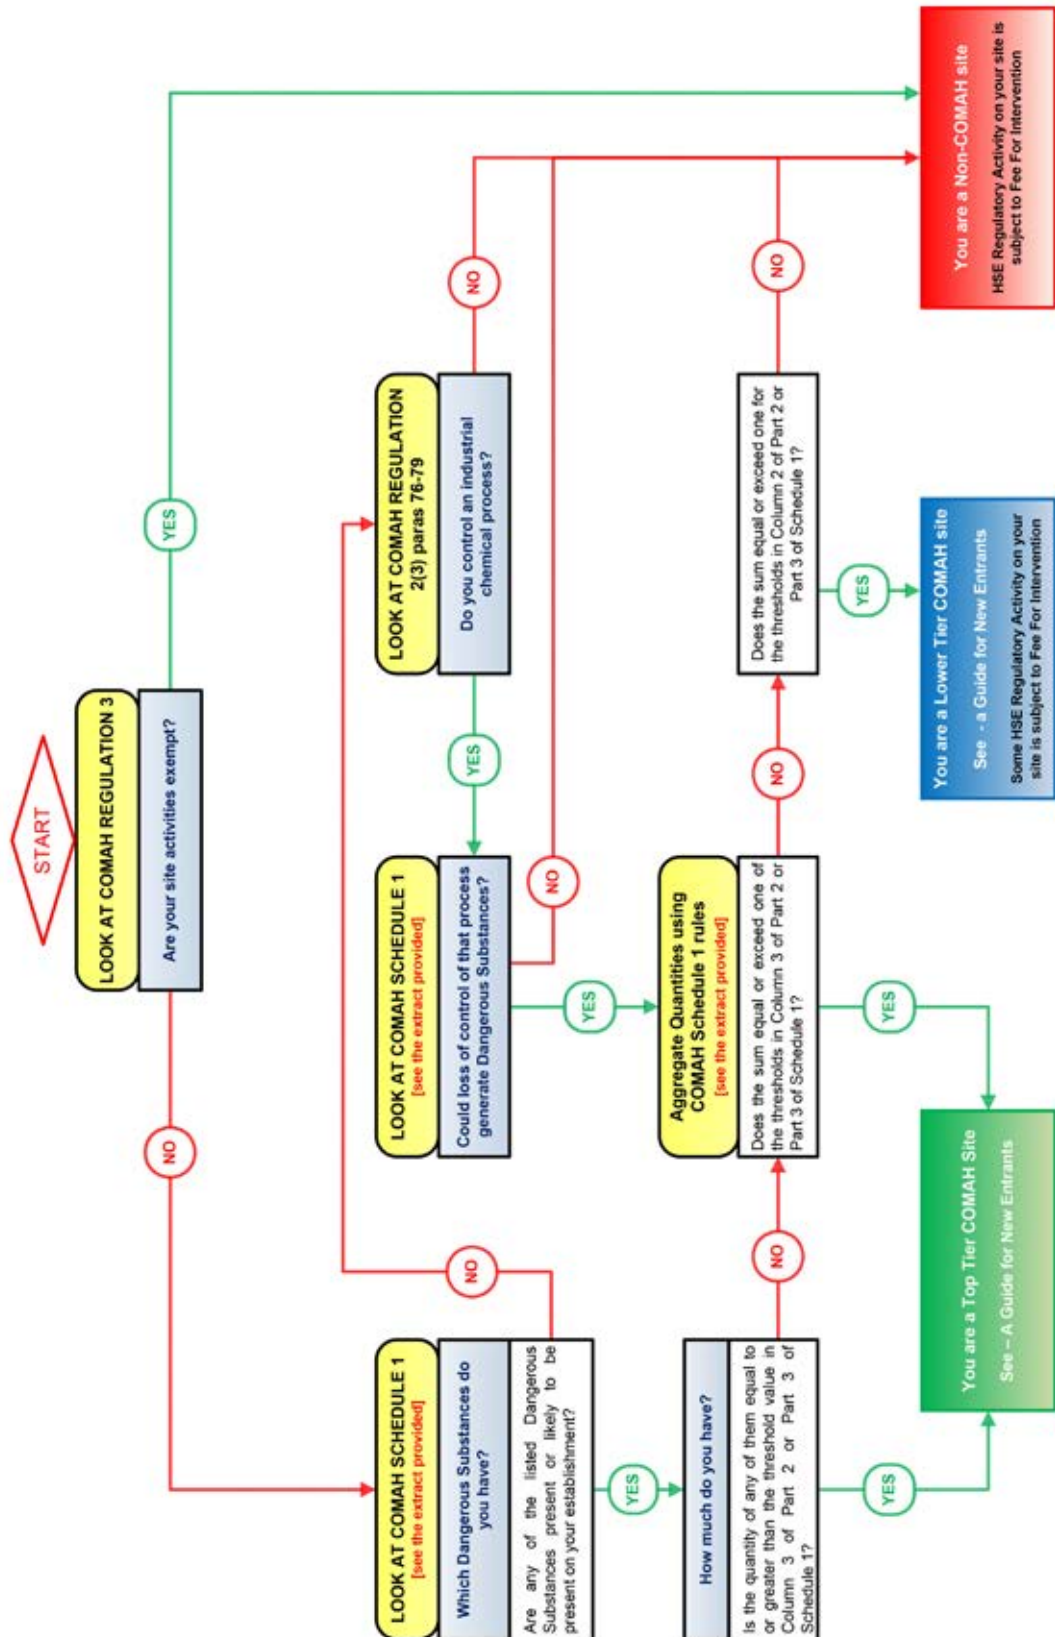 START
LOOK AT COMAH REGULATION 3
Are your site activities exempt?
NO
YES
LOOK AT COMAH SCHEDULE 1
[see the extract provided]
Which Dangerous Substances do
you have?
Are any of the listed Dangerous
Substances present or likely to be
present on your establishment?
NO
YES
LOOK AT COMAH SCHEDULE 1
[see the extract provided]
Could loss of control of that process
generate Dangerous Substances?
YES
NO
YES
LOOK AT COMAH REGULATION
2(3) paras 76-79
Do you control an industrial
chemical process?
NO
How much do you have?
Is the quantity of any of them equal to
or greater than the threshold value in
Column 3 of Part 2 or Part 3 of
Schedule 1?
NO
YES
Aggregate Quantities using
COMAH Schedule 1 rules
[see the extract provided]
Does the sum equal or exceed one of
the thresholds in Column 3 of Part 2 or
Part 3 of Schedule 1?
NO
YES
Does the sum equal or exceed one for
the thresholds in Column 2 of Part 2 or
Part 3 of Schedule 1?
NO
YES
You are a Top Tier COMAH Site
See – A Guide for New Entrants
You are a Lower Tier COMAH site
See - a Guide for New Entrants
Some HSE Regulatory Activity on your
site is subject to Fee For Intervention
You are a Non-COMAH site
HSE Regulatory Activity on your site is
subject to Fee For Intervention